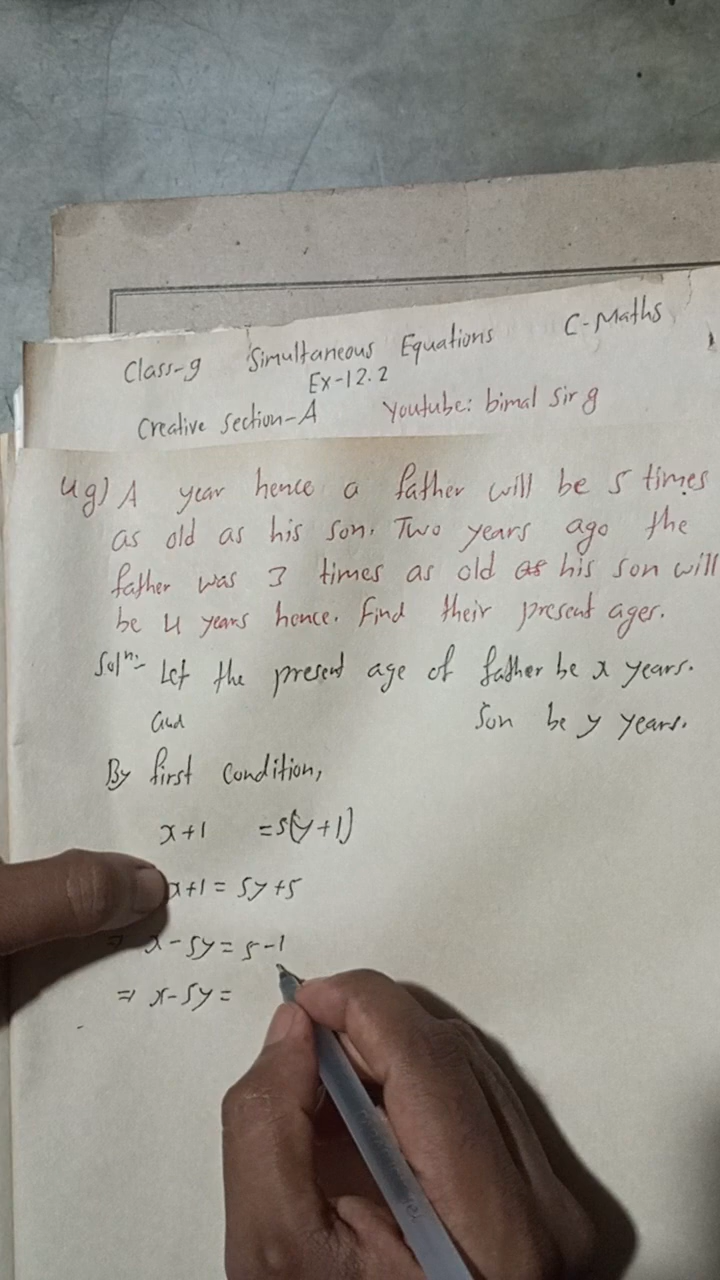 Class-9 Simultaneous Equations C-Maths
Ex-12.2
Creative Section-A Youtube: bimal Sir g
4g) A year hence a father will be 5 times
as old as his son. Two years ago the
father was 3 times as old as his son will
be 4 years hence. Find their present ages.
Solⁿ:- Let the present age of father be x years.
and Son be y years.
By first condition,
x+1 =5(y+1)
x+1 = 5y+5
⇒ x-5y = 5-1
⇒ x-5y =